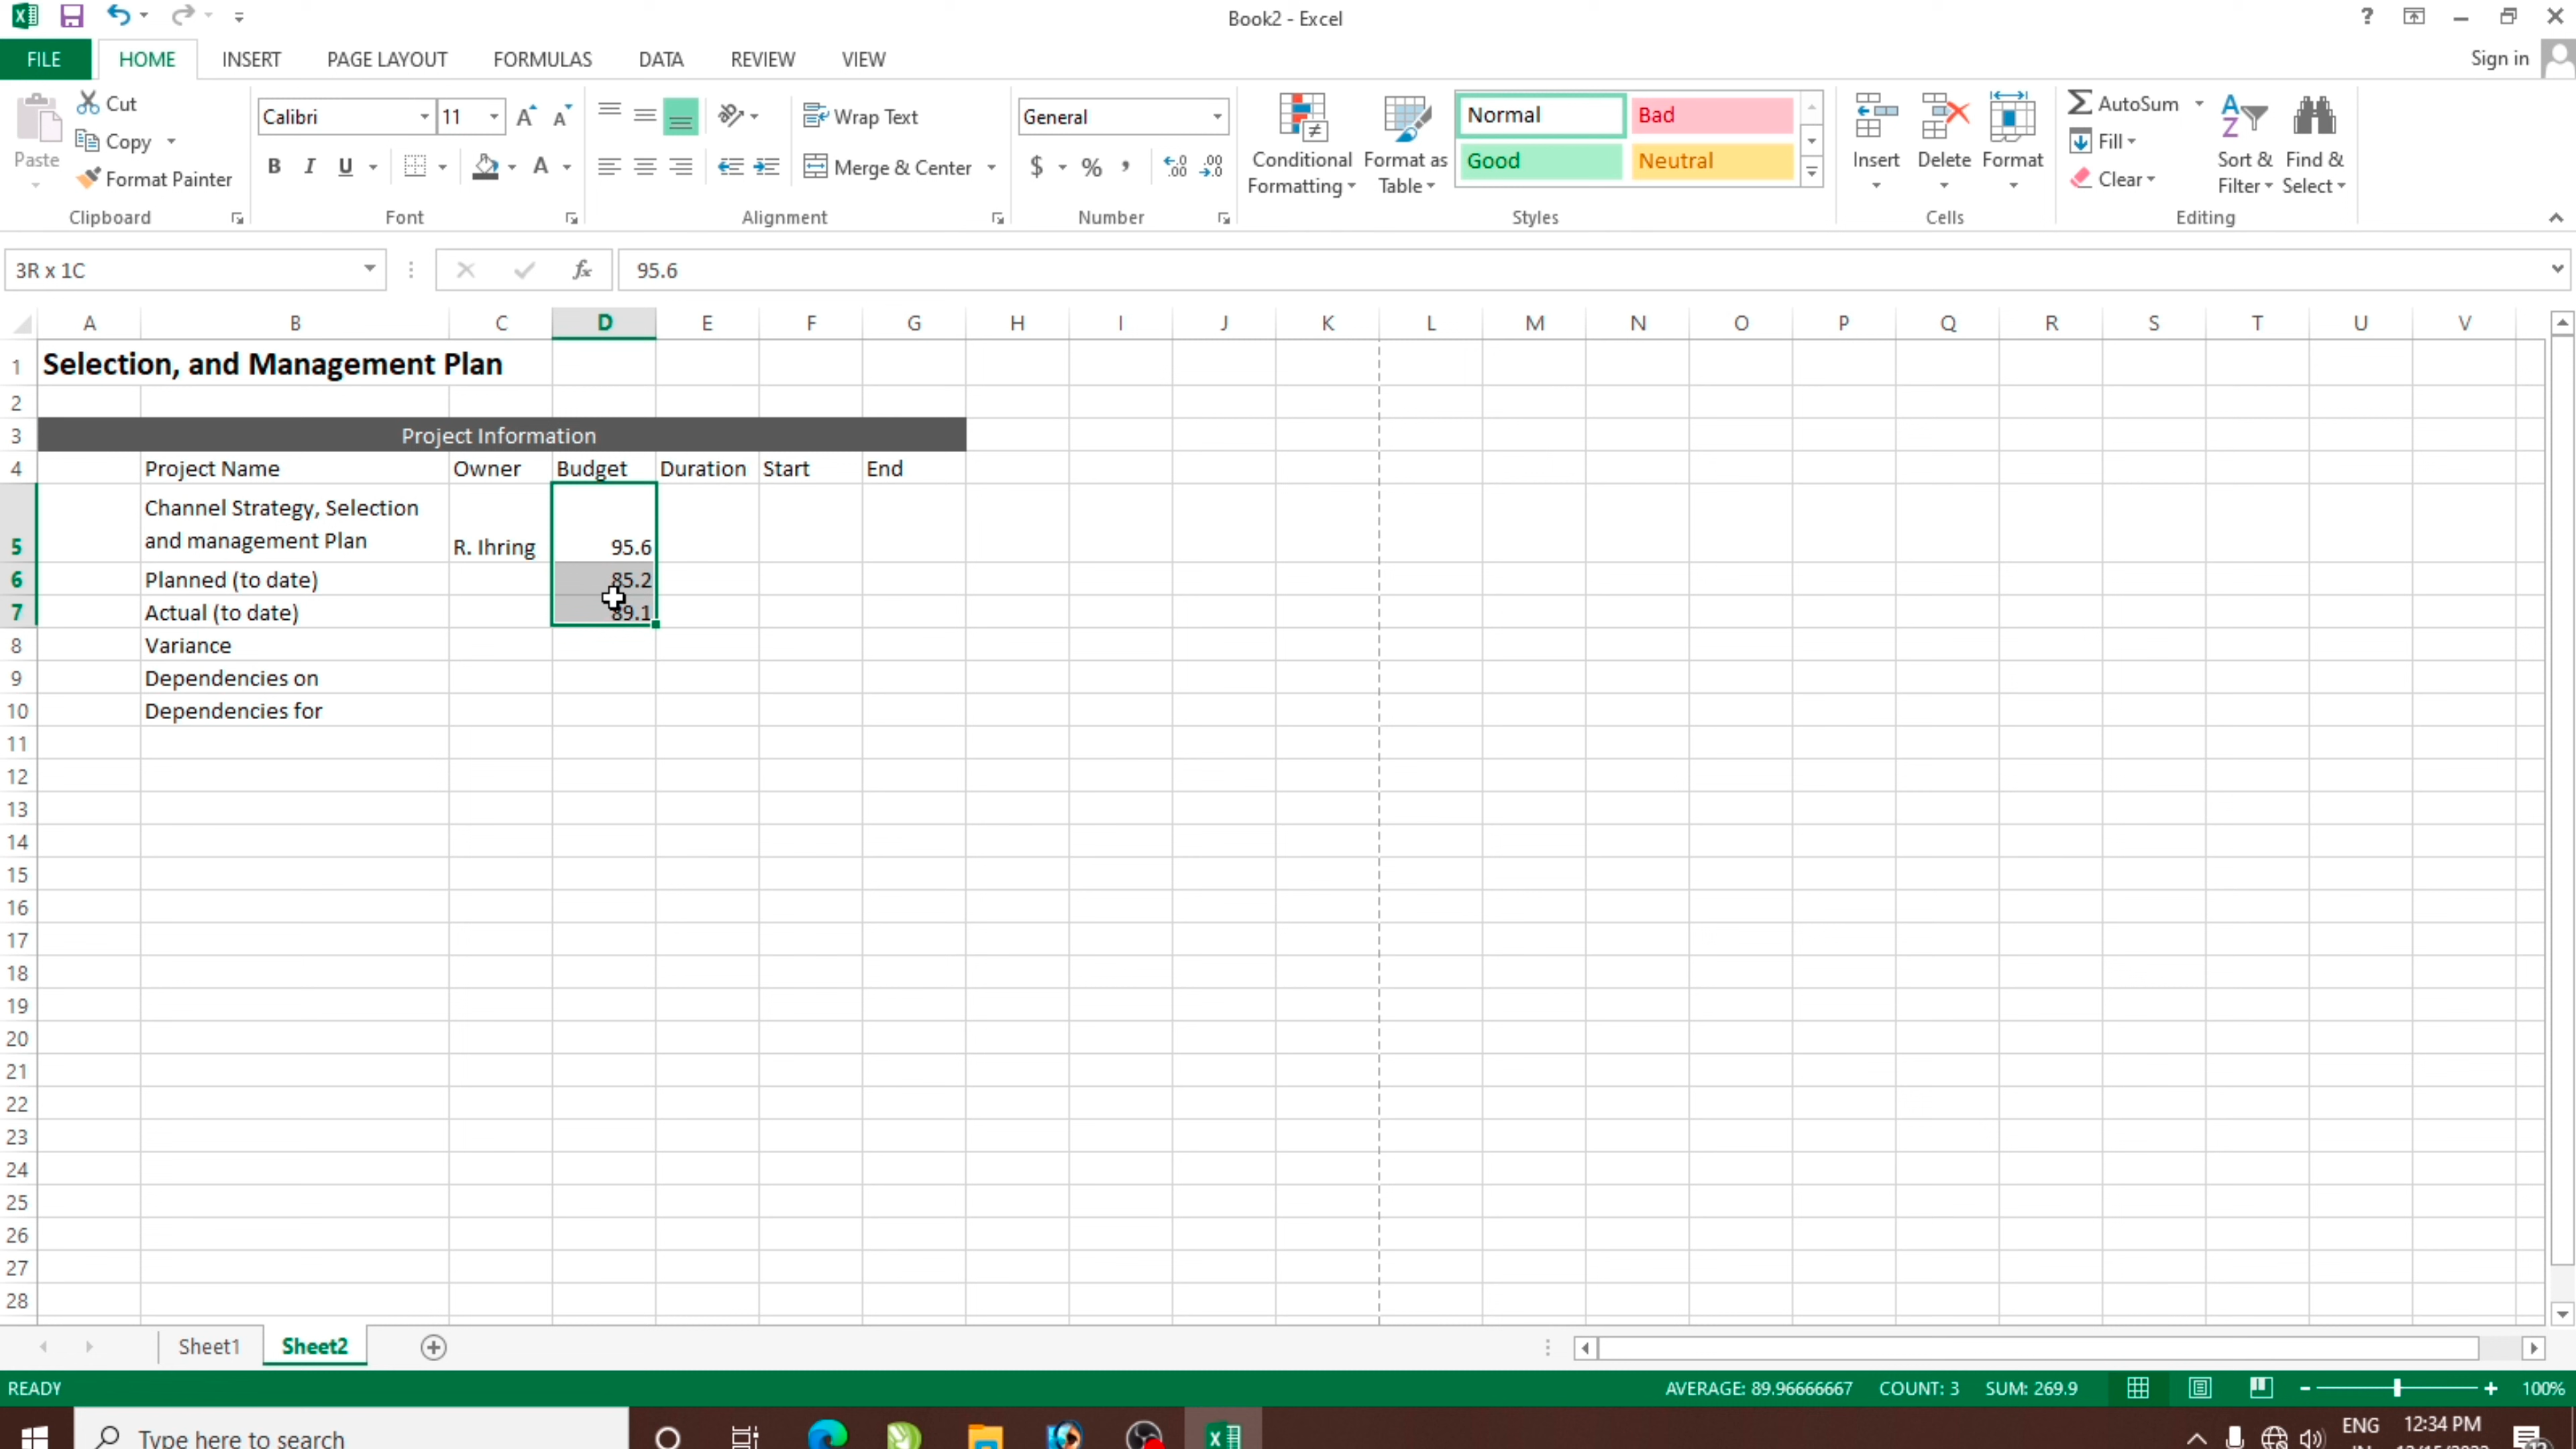 Book2 - Excel
FILE HOME INSERT PAGE LAYOUT FORMULAS DATA REVIEW VIEW Sign in
Paste Cut Copy Format Painter Clipboard
Calibri 11 B I U A Font
Wrap Text Merge & Center Alignment
General $ % , Number
Conditional Formatting Format as Table Normal Bad Good Neutral Styles
Insert Delete Format Cells
AutoSum Fill Clear Sort & Filter Find & Select Editing
3R x 1C fx 95.6
A B C D E F G H I J K L M N O P Q R S T U V
1 Selection, and Management Plan
2
3 Project Information
4 Project Name Owner Budget Duration Start End
Channel Strategy, Selection
5 and management Plan R. Ihring 95.6
6 Planned (to date) 85.2
7 Actual (to date) 89.1
8 Variance
9 Dependencies on
10 Dependencies for
11
12
13
14
15
16
17
18
19
20
21
22
23
24
25
26
27
28
Sheet1 Sheet2
READY AVERAGE: 89.96666667 COUNT: 3 SUM: 269.9 100%
Type here to search ENG 12:34 PM